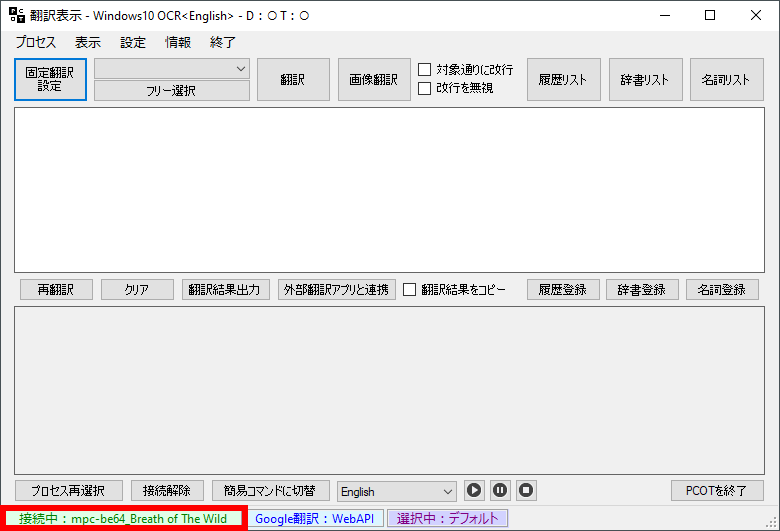 翻訳表示 - Windows10 OCR<English> - D：〇 T：〇
プロセス 表示 設定 情報 終了
固定翻訳
設定
フリー選択
翻訳
画像翻訳
対象通りに改行
改行を無視
履歴リスト
辞書リスト
名詞リスト
再翻訳
クリア
翻訳結果出力
外部翻訳アプリと連携
翻訳結果をコピー
履歴登録
辞書登録
名詞登録
プロセス再選択
接続解除
簡易コマンドに切替
English
PCOTを終了
接続中：mpc-be64_Breath of The Wild
Google翻訳：WebAPI
選択中：デフォルト